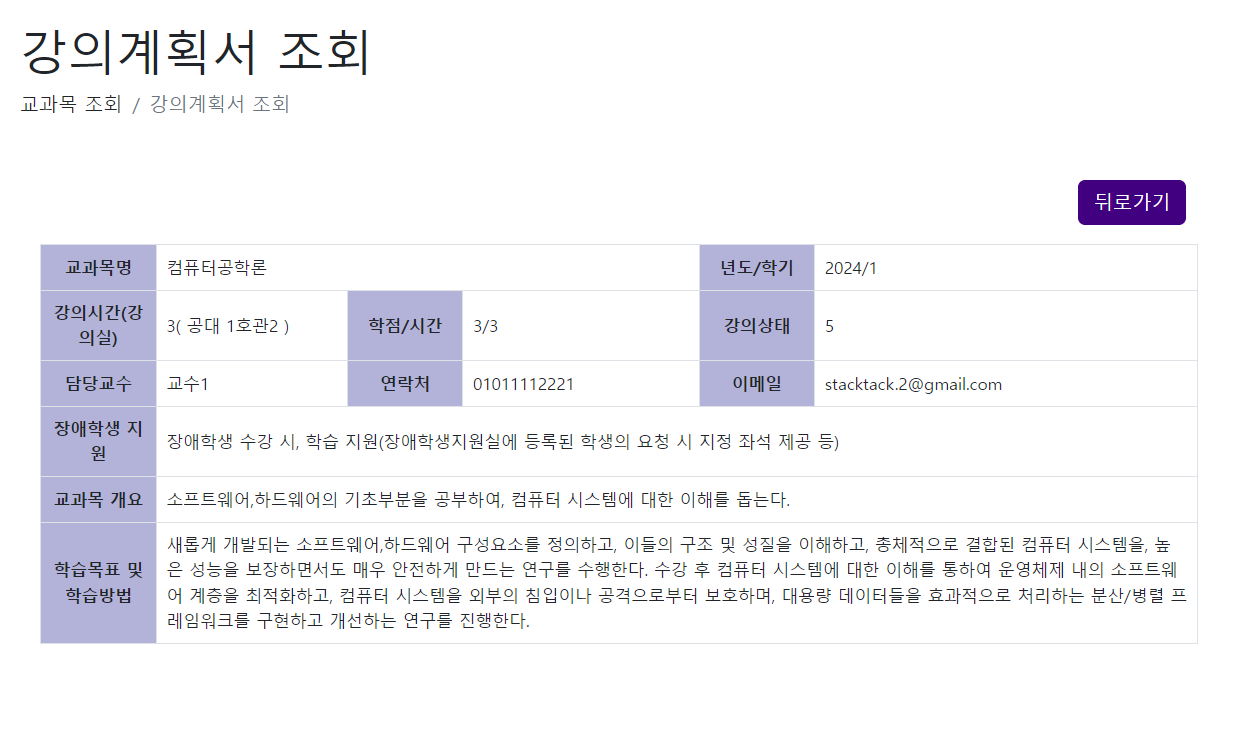 강의계획서 조회
교과목 조회 / 강의계획서 조회
뒤로가기
교과목명 컴퓨터공학론 년도/학기 2024/1
강의시간(강
의실) 3( 공대 1호관2 ) 학점/시간 3/3 강의상태 5
담당교수 교수1 연락처 01011112221 이메일 stacktack.2@gmail.com
장애학생 지
원 장애학생 수강 시, 학습 지원(장애학생지원실에 등록된 학생의 요청 시 지정 좌석 제공 등)
교과목 개요 소프트웨어,하드웨어의 기초부분을 공부하여, 컴퓨터 시스템에 대한 이해를 돕는다.
학습목표 및
학습방법
새롭게 개발되는 소프트웨어,하드웨어 구성요소를 정의하고, 이들의 구조 및 성질을 이해하고, 총체적으로 결합된 컴퓨터 시스템을, 높
은 성능을 보장하면서도 매우 안전하게 만드는 연구를 수행한다. 수강 후 컴퓨터 시스템에 대한 이해를 통하여 운영체제 내의 소프트웨
어 계층을 최적화하고, 컴퓨터 시스템을 외부의 침입이나 공격으로부터 보호하며, 대용량 데이터들을 효과적으로 처리하는 분산/병렬 프
레임워크를 구현하고 개선하는 연구를 진행한다.